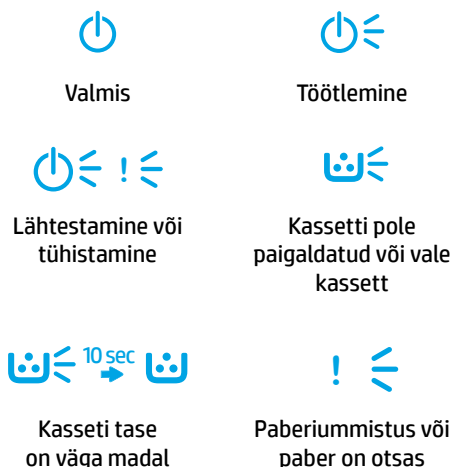 Valmis
Töötlemine
! 
Lähtestamine või
tühistamine
Kassetti pole
paigaldatud või vale
kassett
10 sec
Kasseti tase
on väga madal
!
Paberiummistus või
paber on otsas